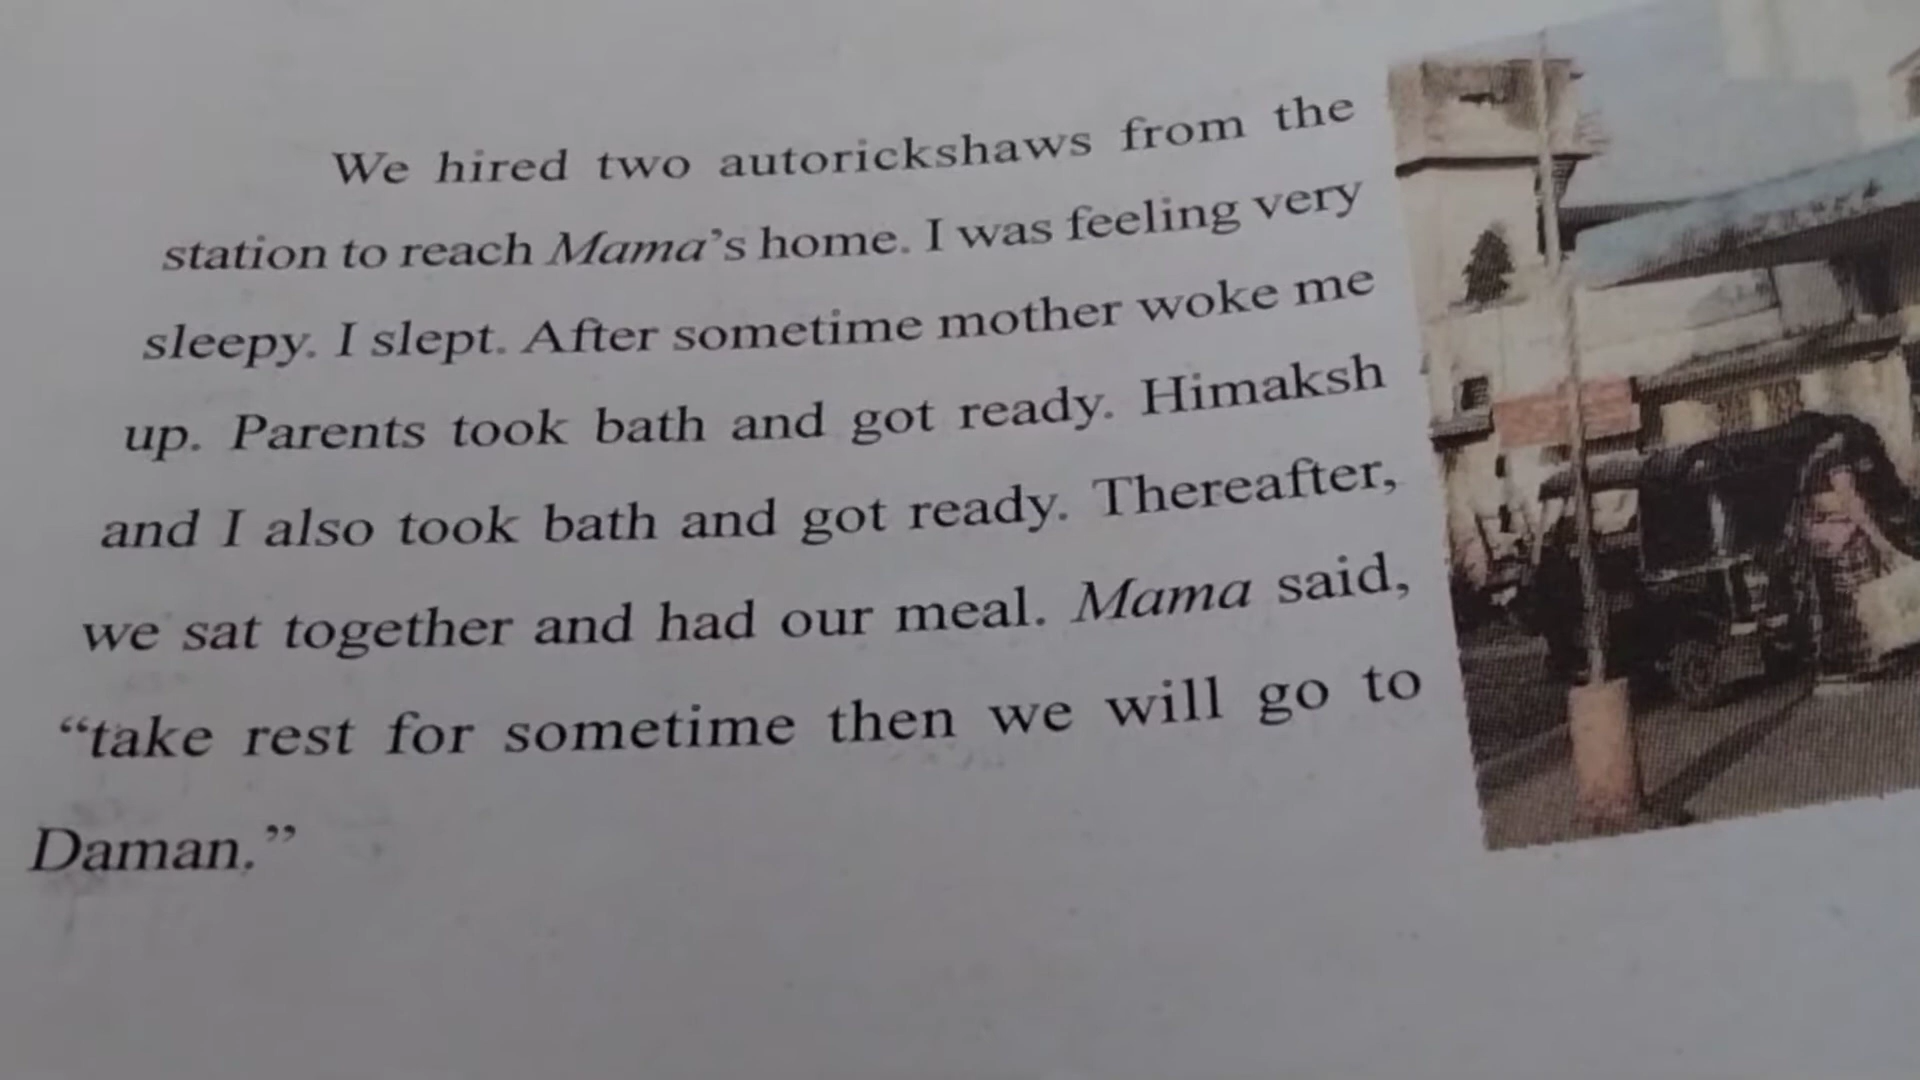 We hired two autorickshaws from the
station to reach Mama's home. I was feeling very
sleepy. I slept. After sometime mother woke me
up. Parents took bath and got ready. Himaksh
and I also took bath and got ready. Thereafter,
we sat together and had our meal. Mama said,
“take rest for sometime then we will go to
Daman.”